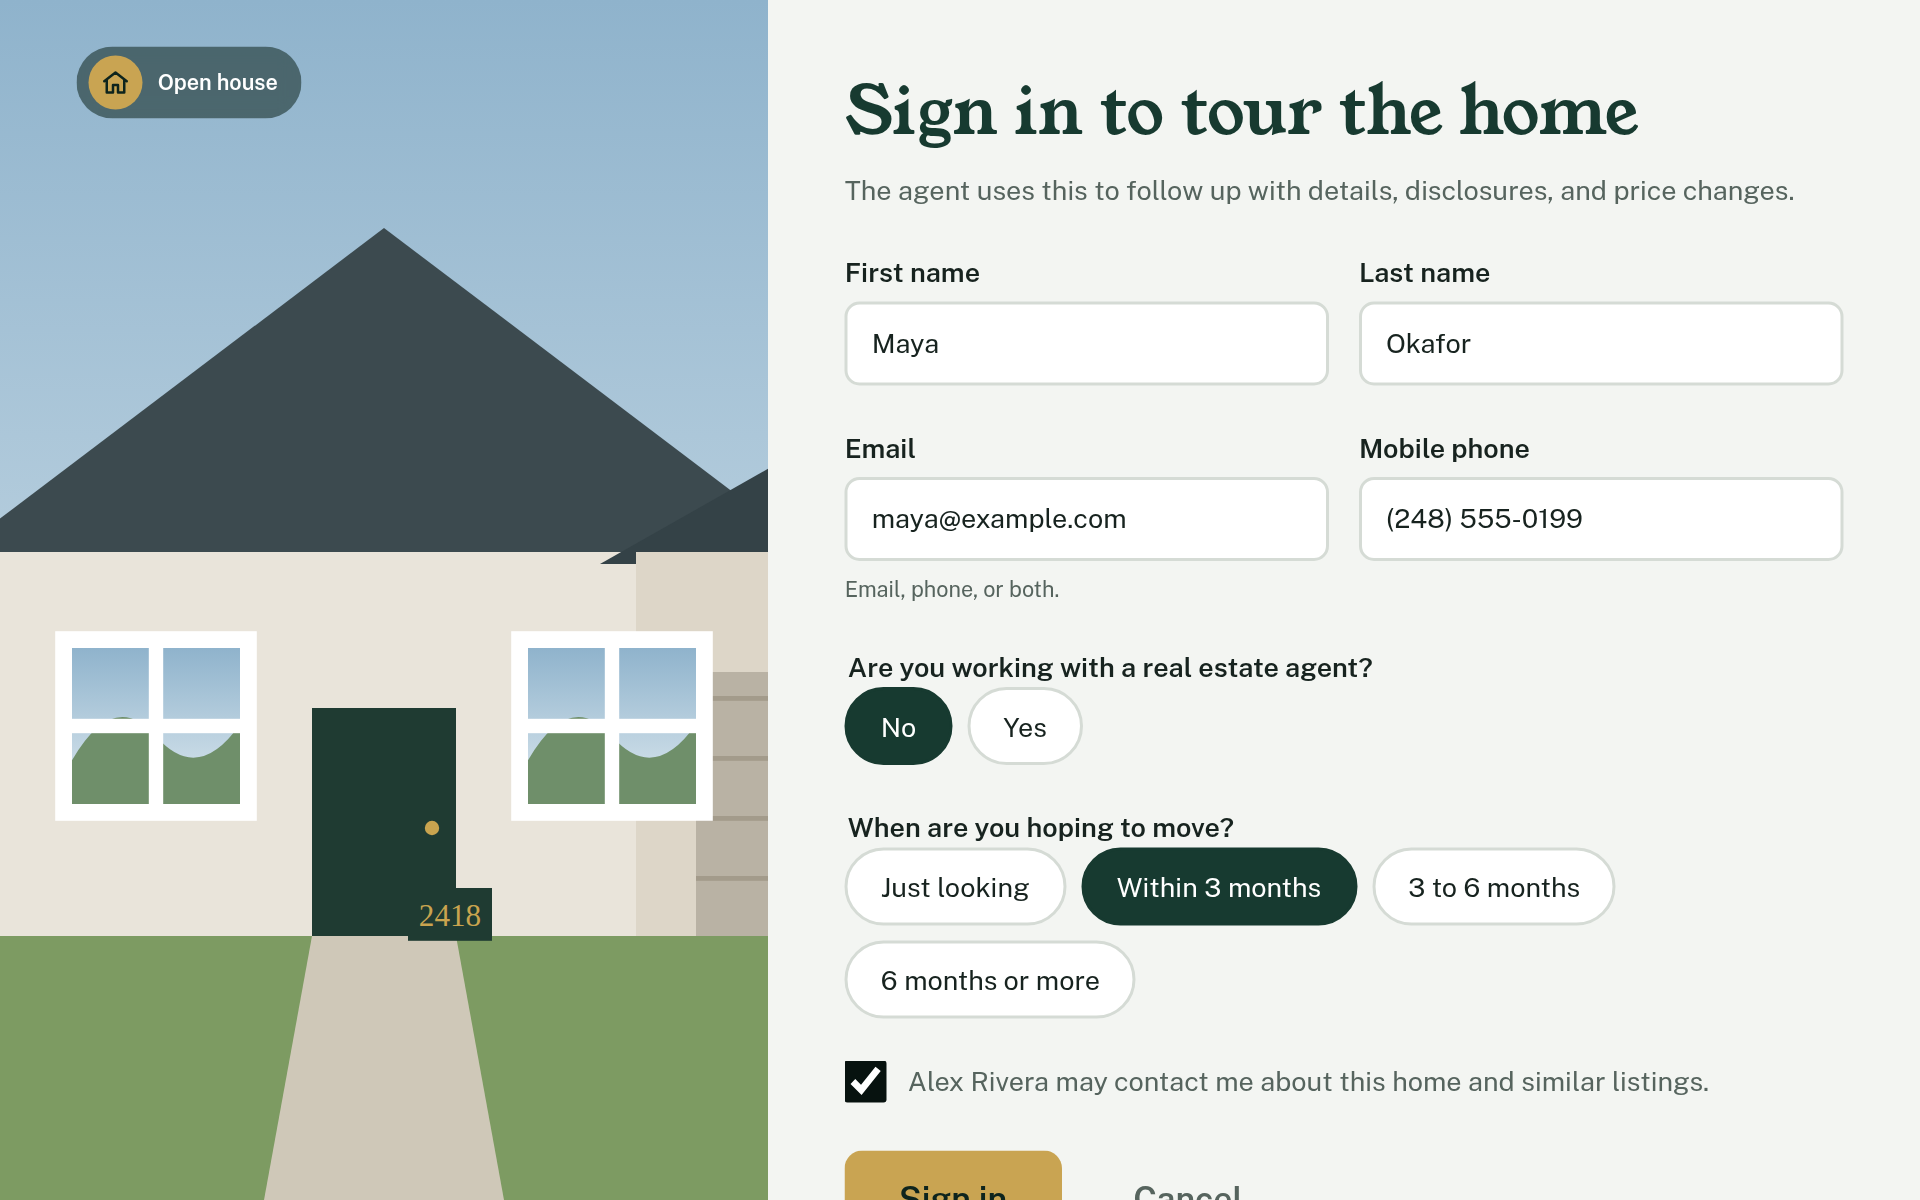 Open house
Sign in to tour the home
The agent uses this to follow up with details, disclosures, and price changes.
First name
Last name
Maya
Okafor
Email
Mobile phone
maya@example.com
(248) 555-0199
Email, phone, or both.
Are you working with a real estate agent?
No
Yes
When are you hoping to move?
Just looking
Within 3 months
3 to 6 months
6 months or more
2418
Alex Rivera may contact me about this home and similar listings.
Sign in
Cancel